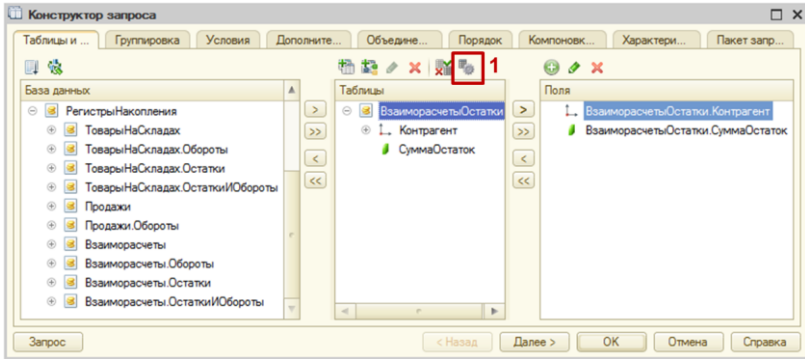 Конструктор запроса
Таблицы и ... Группировка Условия Дополните... Объедине... Порядок Компоновк... Характери... Пакет запр...
1
База данных
РегистрыНакопления
ТоварыНаСкладах
ТоварыНаСкладах.Обороты
ТоварыНаСкладах.Остатки
ТоварыНаСкладах.ОстаткиИОбороты
Продажи
Продажи.Обороты
Взаиморасчеты
Взаиморасчеты.Обороты
Взаиморасчеты.Остатки
Взаиморасчеты.ОстаткиИОбороты
>
>>
<
<<
Таблицы
ВзаиморасчетыОстатки
Контрагент
СуммаОстаток
>
>>
<
<<
Поля
ВзаиморасчетыОстатки.Контрагент
ВзаиморасчетыОстатки.СуммаОстаток
Запрос < Назад Далее > OK Отмена Справка